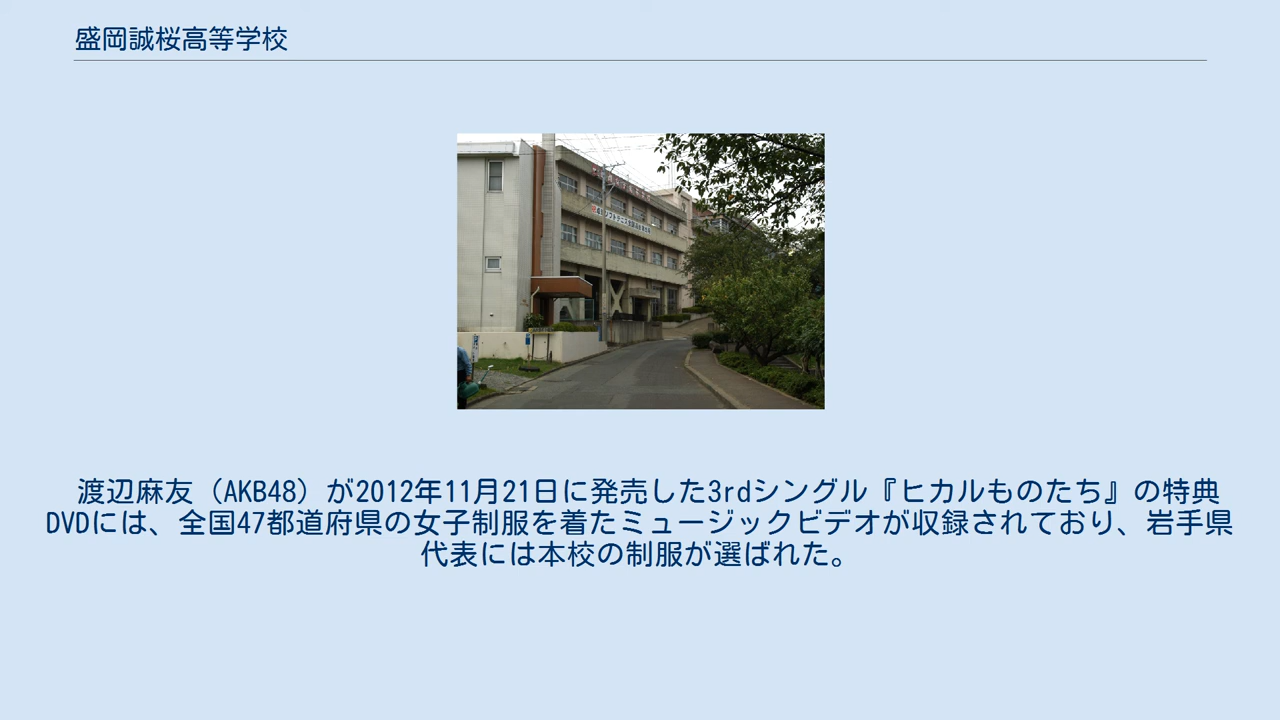 盛岡誠桜高等学校
渡辺麻友（AKB48）が2012年11月21日に発売した3rdシングル『ヒカルものたち』の特典
DVDには、全国47都道府県の女子制服を着たミュージックビデオが収録されており、岩手県
代表には本校の制服が選ばれた。